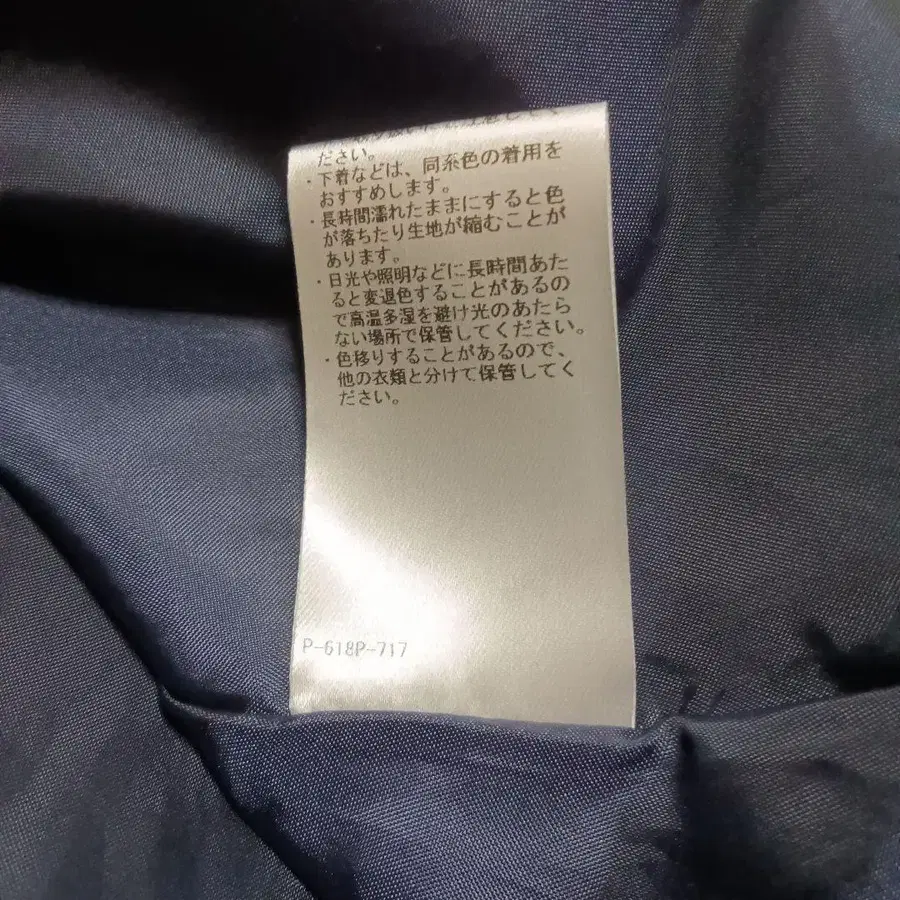 ださい。
・下着などは、同系色の着用を
おすすめします。
・長時間濡れたままにすると色
が落ちたり生地が縮むことが
あります。
・日光や照明などに長時間あた
ると変退色することがあるの
で高温多湿を避け光のあたら
ない場所で保管してください。
・色移りすることがあるので、
他の衣類と分けて保管してく
ださい。
P-618P-717